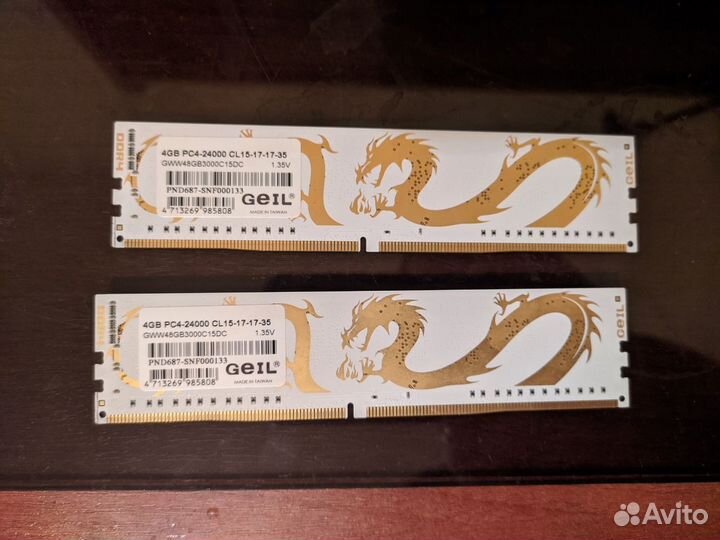 DDR4
4GB PC4-24000 CL15-17-17-35
GWW48GB3000C15DC 1.35V
PND687-SNF000133
GEIL
4 713269 985808
MADE IN TAIWAN
GEIL
DDR4
4GB PC4-24000 CL15-17-17-35
GWW48GB3000C15DC 1.35V
PND687-SNF000133
GEIL
4 713269 985808
MADE IN TAIWAN
GEIL
Avito